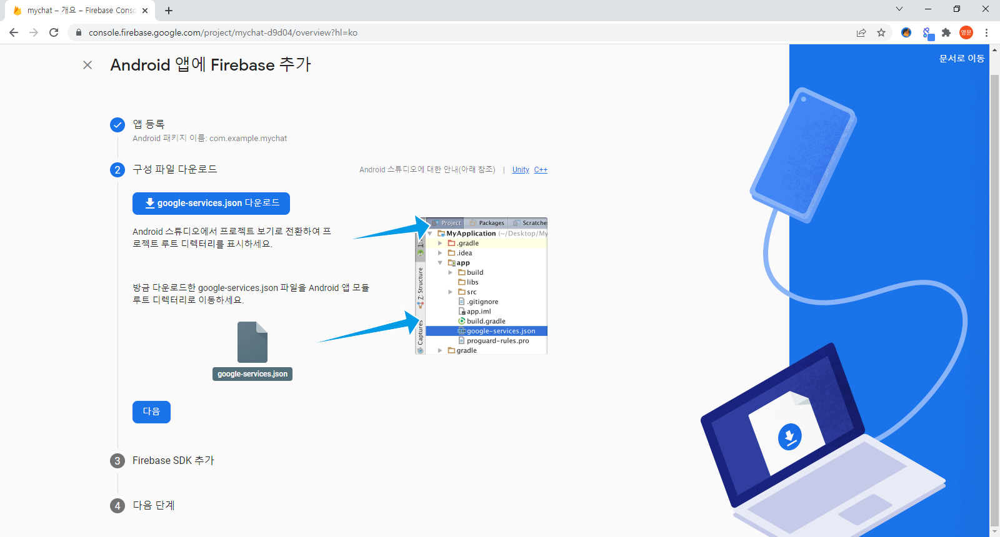 mychat – 개요 – Firebase Conso
console.firebase.google.com/project/mychat-d9d04/overview?hl=ko
영문
Android 앱에 Firebase 추가
문서로 이동
앱 등록
Android 패키지 이름: com.example.mychat
2 구성 파일 다운로드
Android 스튜디오에 대한 안내(아래 참조) | Unity C++
google-services.json 다운로드
Android 스튜디오에서 프로젝트 보기로 전환하여 프
로젝트 루트 디렉터리를 표시하세요.
방금 다운로드한 google-services.json 파일을 Android 앱 모듈
루트 디렉터리로 이동하세요.
google-services.json
Project Packages Scratches
MyApplication (~/Desktop/My
.gradle
.idea
app
build
libs
src
.gitignore
app.iml
build.gradle
google-services.json
proguard-rules.pro
gradle
Z: Structure
Captures
다음
3 Firebase SDK 추가
4 다음 단계